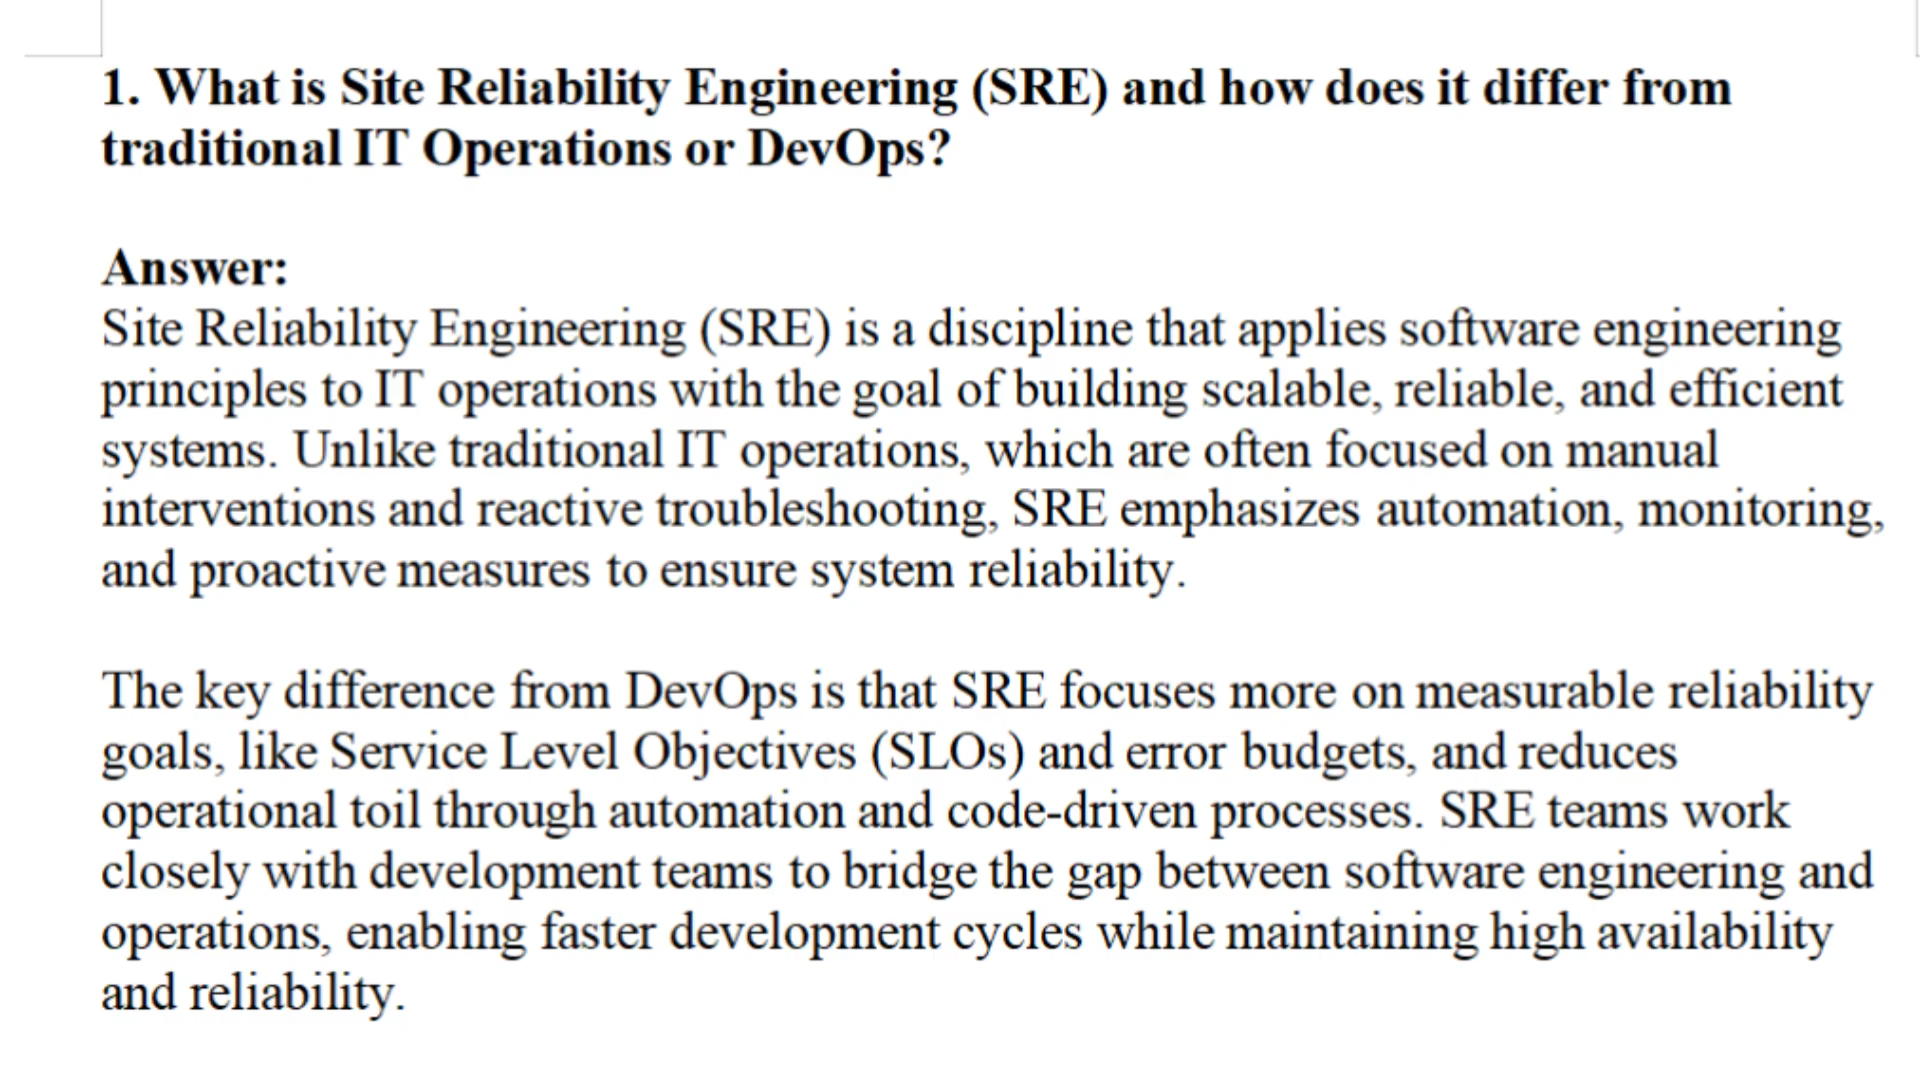 1. What is Site Reliability Engineering (SRE) and how does it differ from
traditional IT Operations or DevOps?
Answer:
Site Reliability Engineering (SRE) is a discipline that applies software engineering
principles to IT operations with the goal of building scalable, reliable, and efficient
systems. Unlike traditional IT operations, which are often focused on manual
interventions and reactive troubleshooting, SRE emphasizes automation, monitoring,
and proactive measures to ensure system reliability.
The key difference from DevOps is that SRE focuses more on measurable reliability
goals, like Service Level Objectives (SLOs) and error budgets, and reduces
operational toil through automation and code-driven processes. SRE teams work
closely with development teams to bridge the gap between software engineering and
operations, enabling faster development cycles while maintaining high availability
and reliability.